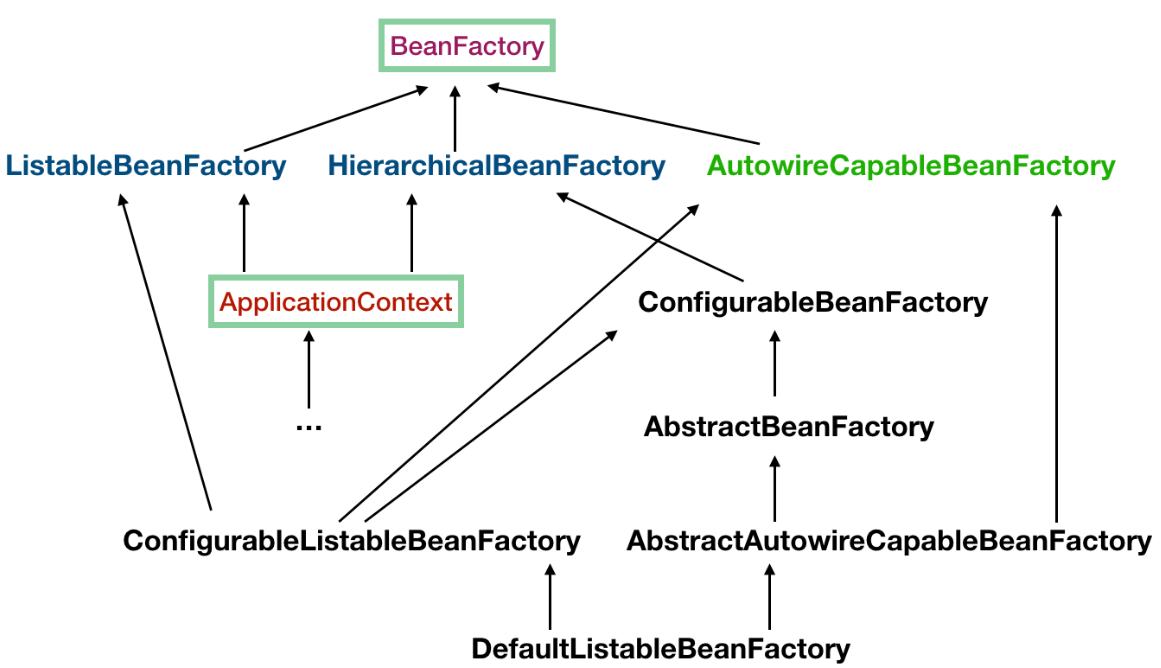 BeanFactory
ListableBeanFactory
HierarchicalBeanFactory
AutowireCapableBeanFactory
ApplicationContext
ConfigurableBeanFactory
...
AbstractBeanFactory
ConfigurableListableBeanFactory
AbstractAutowireCapableBeanFactory
DefaultListableBeanFactory